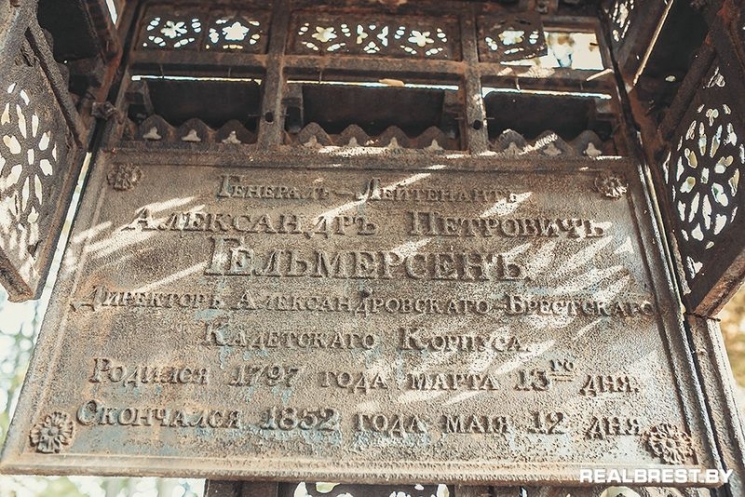 Генералъ-Лейтенантъ
Александръ Петровичъ
Гельмерсенъ.
Директоръ Александровскаго-Брестскаго
Кадетскаго Корпуса.
Родился 1797 года марта 13го дня.
Скончался 1852 года маія 12 дня
REALBREST.BY